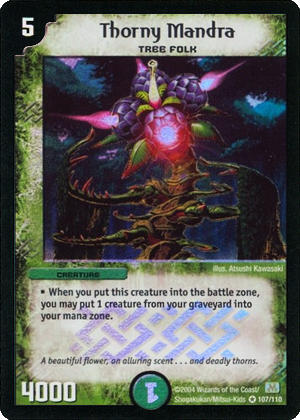 5
Thorny Mandra
TREE FOLK
illus. Atsushi Kawasaki
CREATURE
▪ When you put this creature into the battle zone,
you may put 1 creature from your graveyard into
your mana zone.
A beautiful flower, an alluring scent . . . and deadly thorns.
4000
1
©2004 Wizards of the Coast/
Shogakukan/Mitsui-Kids 107/110